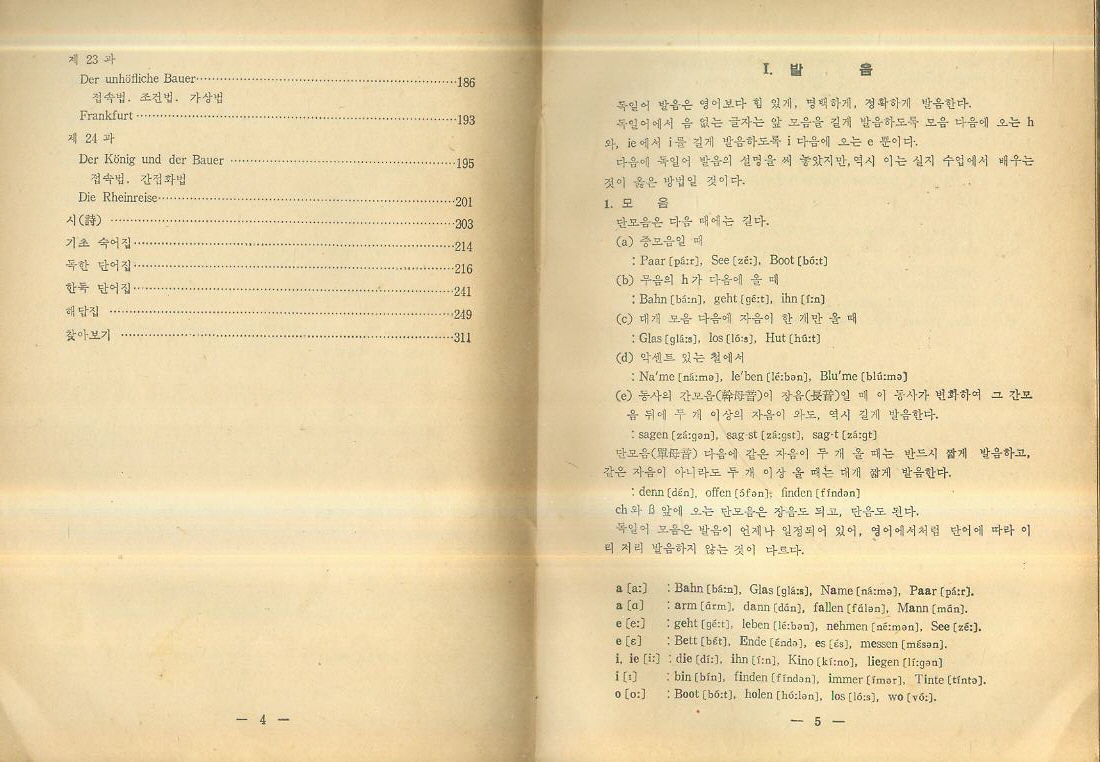 제 23 과
Der unhöfliche Bauer 186
접속법. 조건법. 가상법
Frankfurt 193
제 24 과
Der König und der Bauer 195
접속법. 간접화법
Die Rheinreise 201
시(詩) 203
기초 숙어집 214
독한 단어집 216
한독 단어집 241
해답집 249
찾아보기 311
— 4 —
I. 발 음
독일어 발음은 영어보다 힘 있게, 명택하게, 정확하게 발음한다.
독일어에서 음 없는 글자는 앞 모음을 길게 발음하도록 모음 다음에 오는 h
와, ie에서 i를 길게 발음하도록 i 다음에 오는 e 뿐이다.
다음에 독일어 발음의 설명을 써 놓았지만, 역시 이는 실지 수업에서 배우는
것이 옳은 방법일 것이다.
1. 모 음
단모음은 다음 때에는 길다.
(a) 중모음일 때
: Paar [pá:r], See [zé:], Boot [bó:t]
(b) 무음의 h가 다음에 올 때
: Bahn [bá:n], geht [gé:t], ihn [í:n]
(c) 대개 모음 다음에 자음이 한 개만 올 때
: Glas [glá:s], los [ló:s], Hut [hú:t]
(d) 악센트 있는 철에서
: Na'me [ná:mə], le'ben [lé:bən], Blu'me [blú:mə]
(e) 동사의 간모음(幹母音)이 장음(長音)일 때 이 동사가 변화하여 그 간모
음 뒤에 두 개 이상의 자음이 와도, 역시 길게 발음한다.
: sagen [zá:gən], sag-st [zá:gst], sag-t [zá:gt]
단모음(單母音) 다음에 같은 자음이 두 개 올 때는 반드시 짧게 발음하고,
같은 자음이 아니라도 두 개 이상 올 때는 대개 짧게 발음한다.
: denn [dɛ́n], offen [ɔ́fən], finden [fíndən]
ch와 ß 앞에 오는 단모음은 장음도 되고, 단음도 된다.
독일어 모음은 발음이 언제나 일정되어 있어, 영어에서처럼 단어에 따라 이
리 저리 발음하지 않는 것이 다르다.
a [a:] : Bahn [bá:n], Glas [glá:s], Name [ná:mə], Paar [pá:r].
a [ɑ] : arm [ɑ́rm], dann [dɑ́n], fallen [fɑ́lən], Mann [mɑ́n].
e [e:] : geht [gé:t], leben [lé:bən], nehmen [né:mən], See [zé:].
e [ɛ] : Bett [bɛ́t], Ende [ɛ́ndə], es [ɛ́s], messen [mɛ́sən].
i, ie [i:] : die [dí:], ihn [í:n], Kino [kí:no], liegen [lí:gən]
i [ɪ] : bin [bín], finden [fíndən], immer [ímər], Tinte [tíntə].
o [o:] : Boot [bó:t], holen [hó:lən], los [ló:s], wo [vó:].
— 5 —